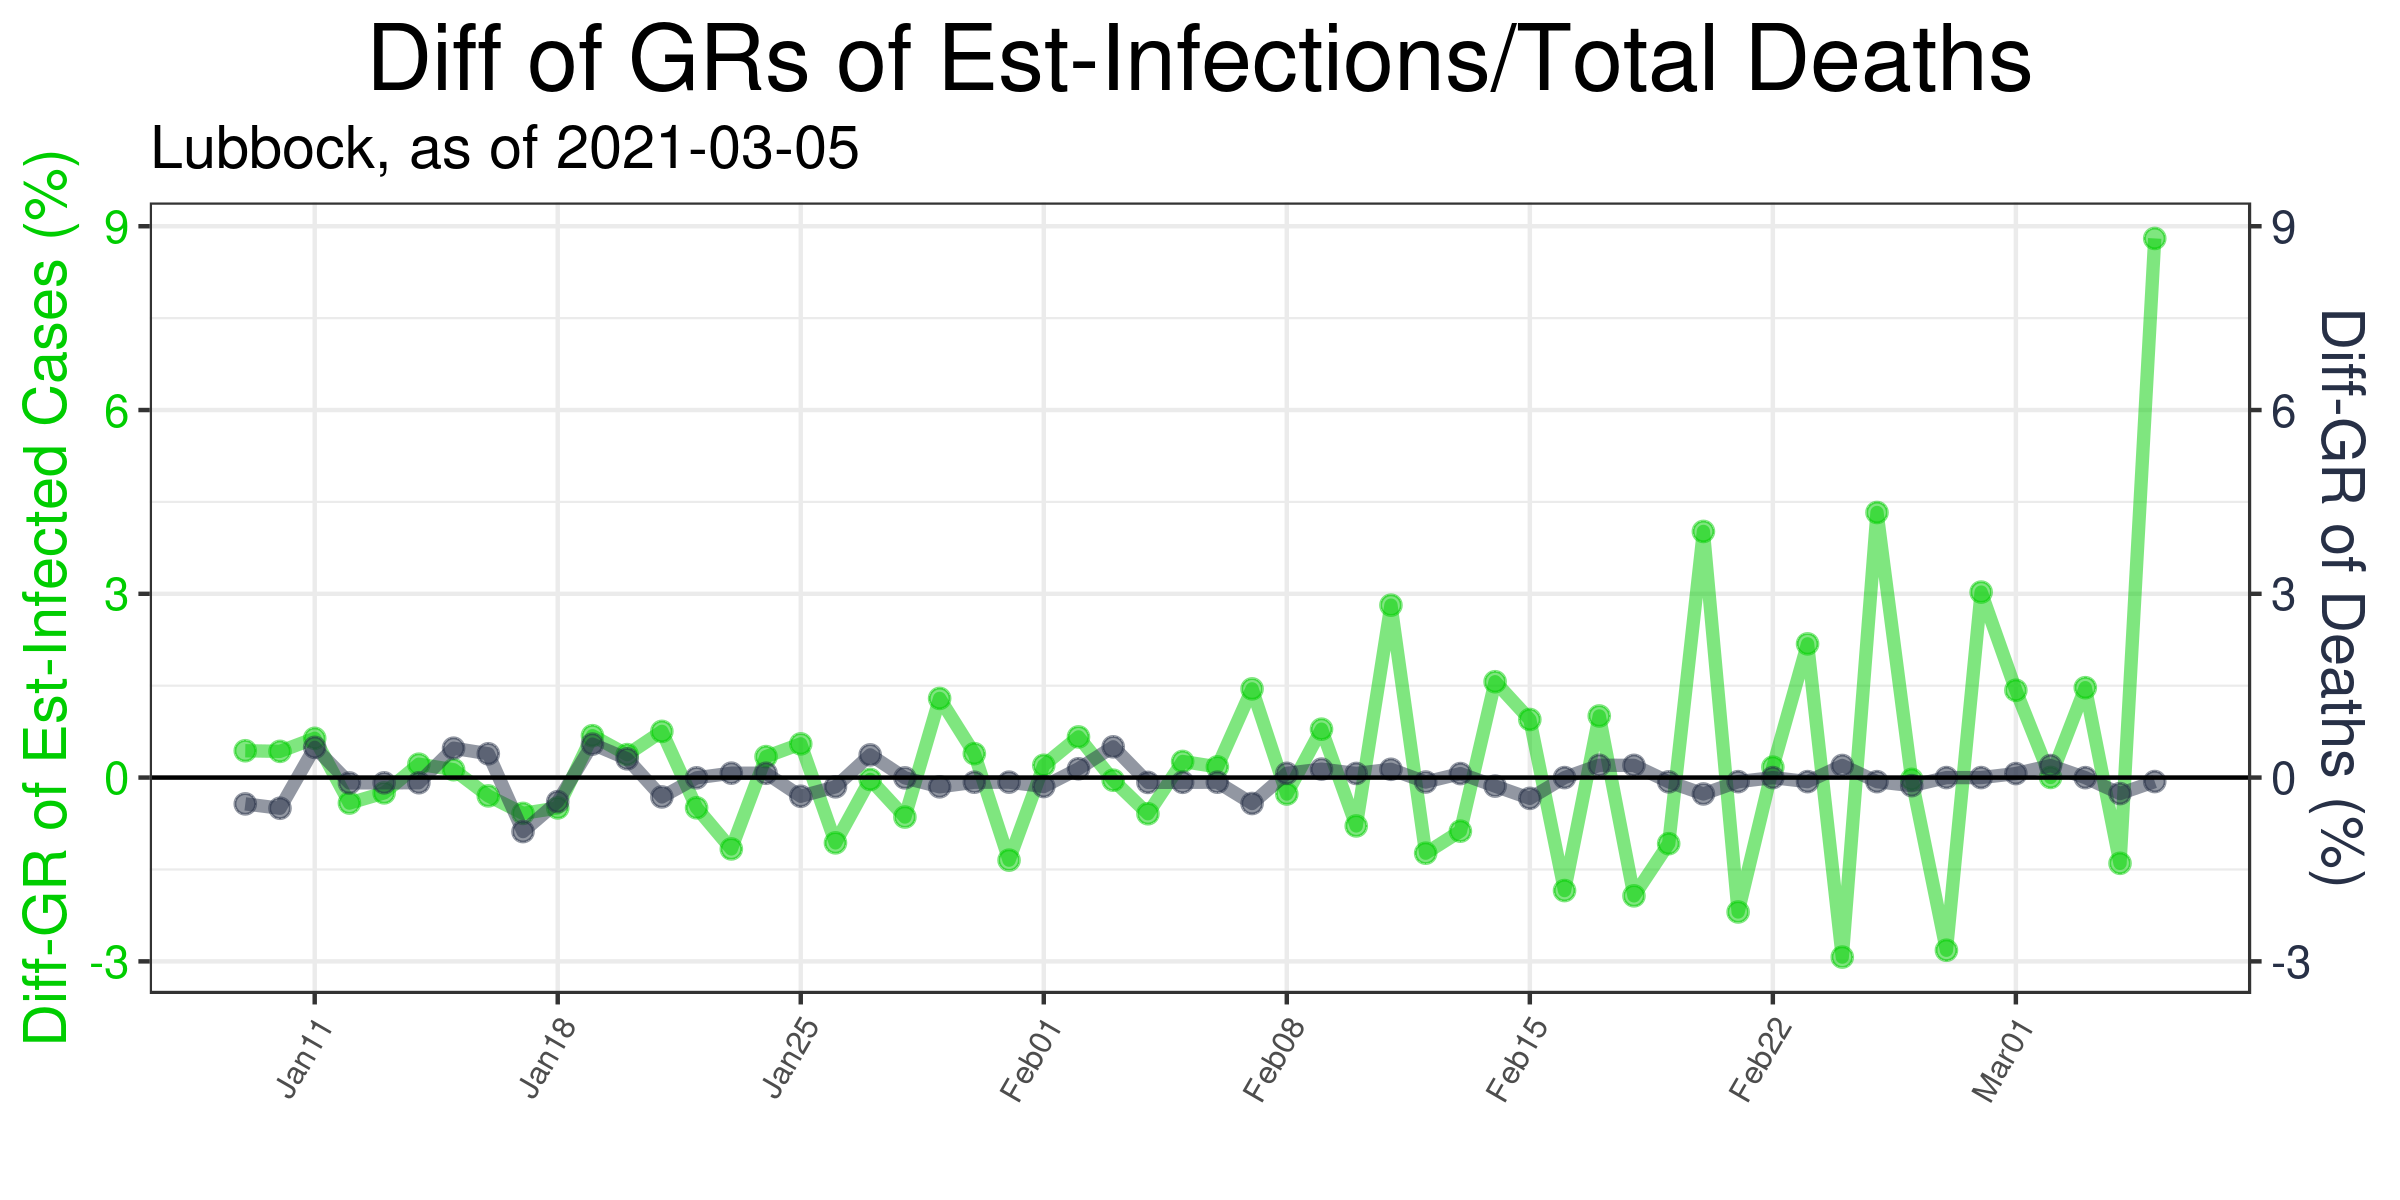 Diff of GRs of Est-Infections/Total Deaths
Lubbock, as of 2021-03-05
Diff-GR of Est-Infected Cases (%)
9
6
3
0
-3
9
6
3
0
-3
Diff-GR of Deaths (%)
Jan11
Jan18
Jan25
Feb01
Feb08
Feb15
Feb22
Mar01